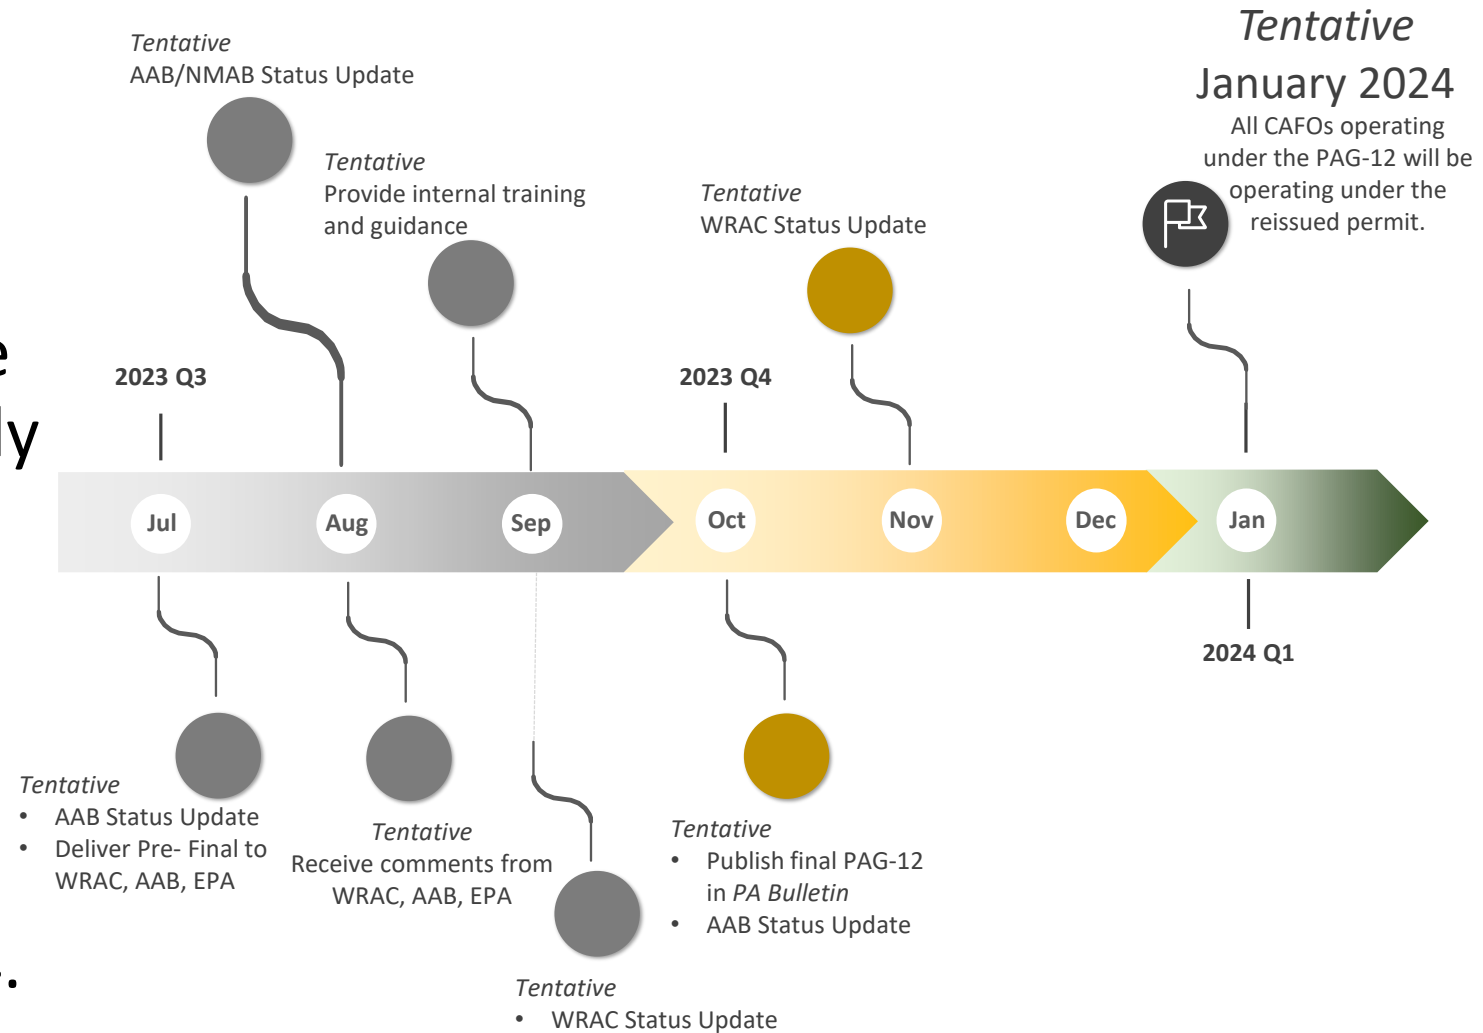 Tentative
AAB/NMAB Status Update
Tentative
Provide internal training
and guidance
Tentative
WRAC Status Update
Tentative
January 2024
All CAFOs operating
under the PAG-12 will be
operating under the
reissued permit.
e
ly
2023 Q3
2023 Q4
Jul
Aug
Sep
Oct
Nov
Dec
Jan
2024 Q1
Tentative
• AAB Status Update
• Deliver Pre- Final to
WRAC, AAB, EPA
Tentative
Receive comments from
WRAC, AAB, EPA
Tentative
• Publish final PAG-12
in PA Bulletin
• AAB Status Update
.
Tentative
• WRAC Status Update